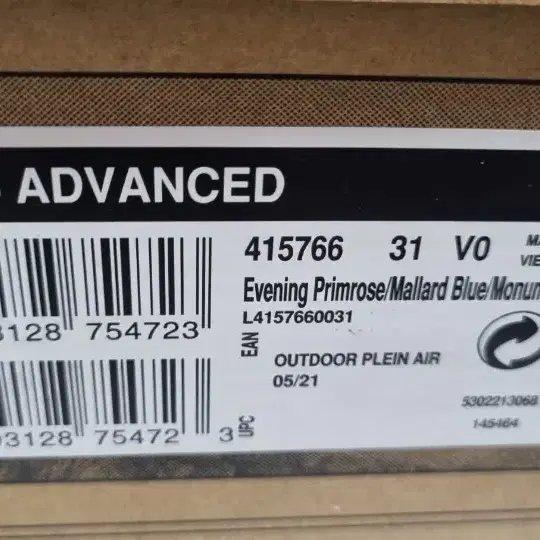 ADVANCED
415766 31 V0
Evening Primrose/Mallard Blue/Monum
L4157660031
3128 754723
EAN
OUTDOOR PLEIN AIR
05/21
5302213068
145464
03128 75472 3
UPC